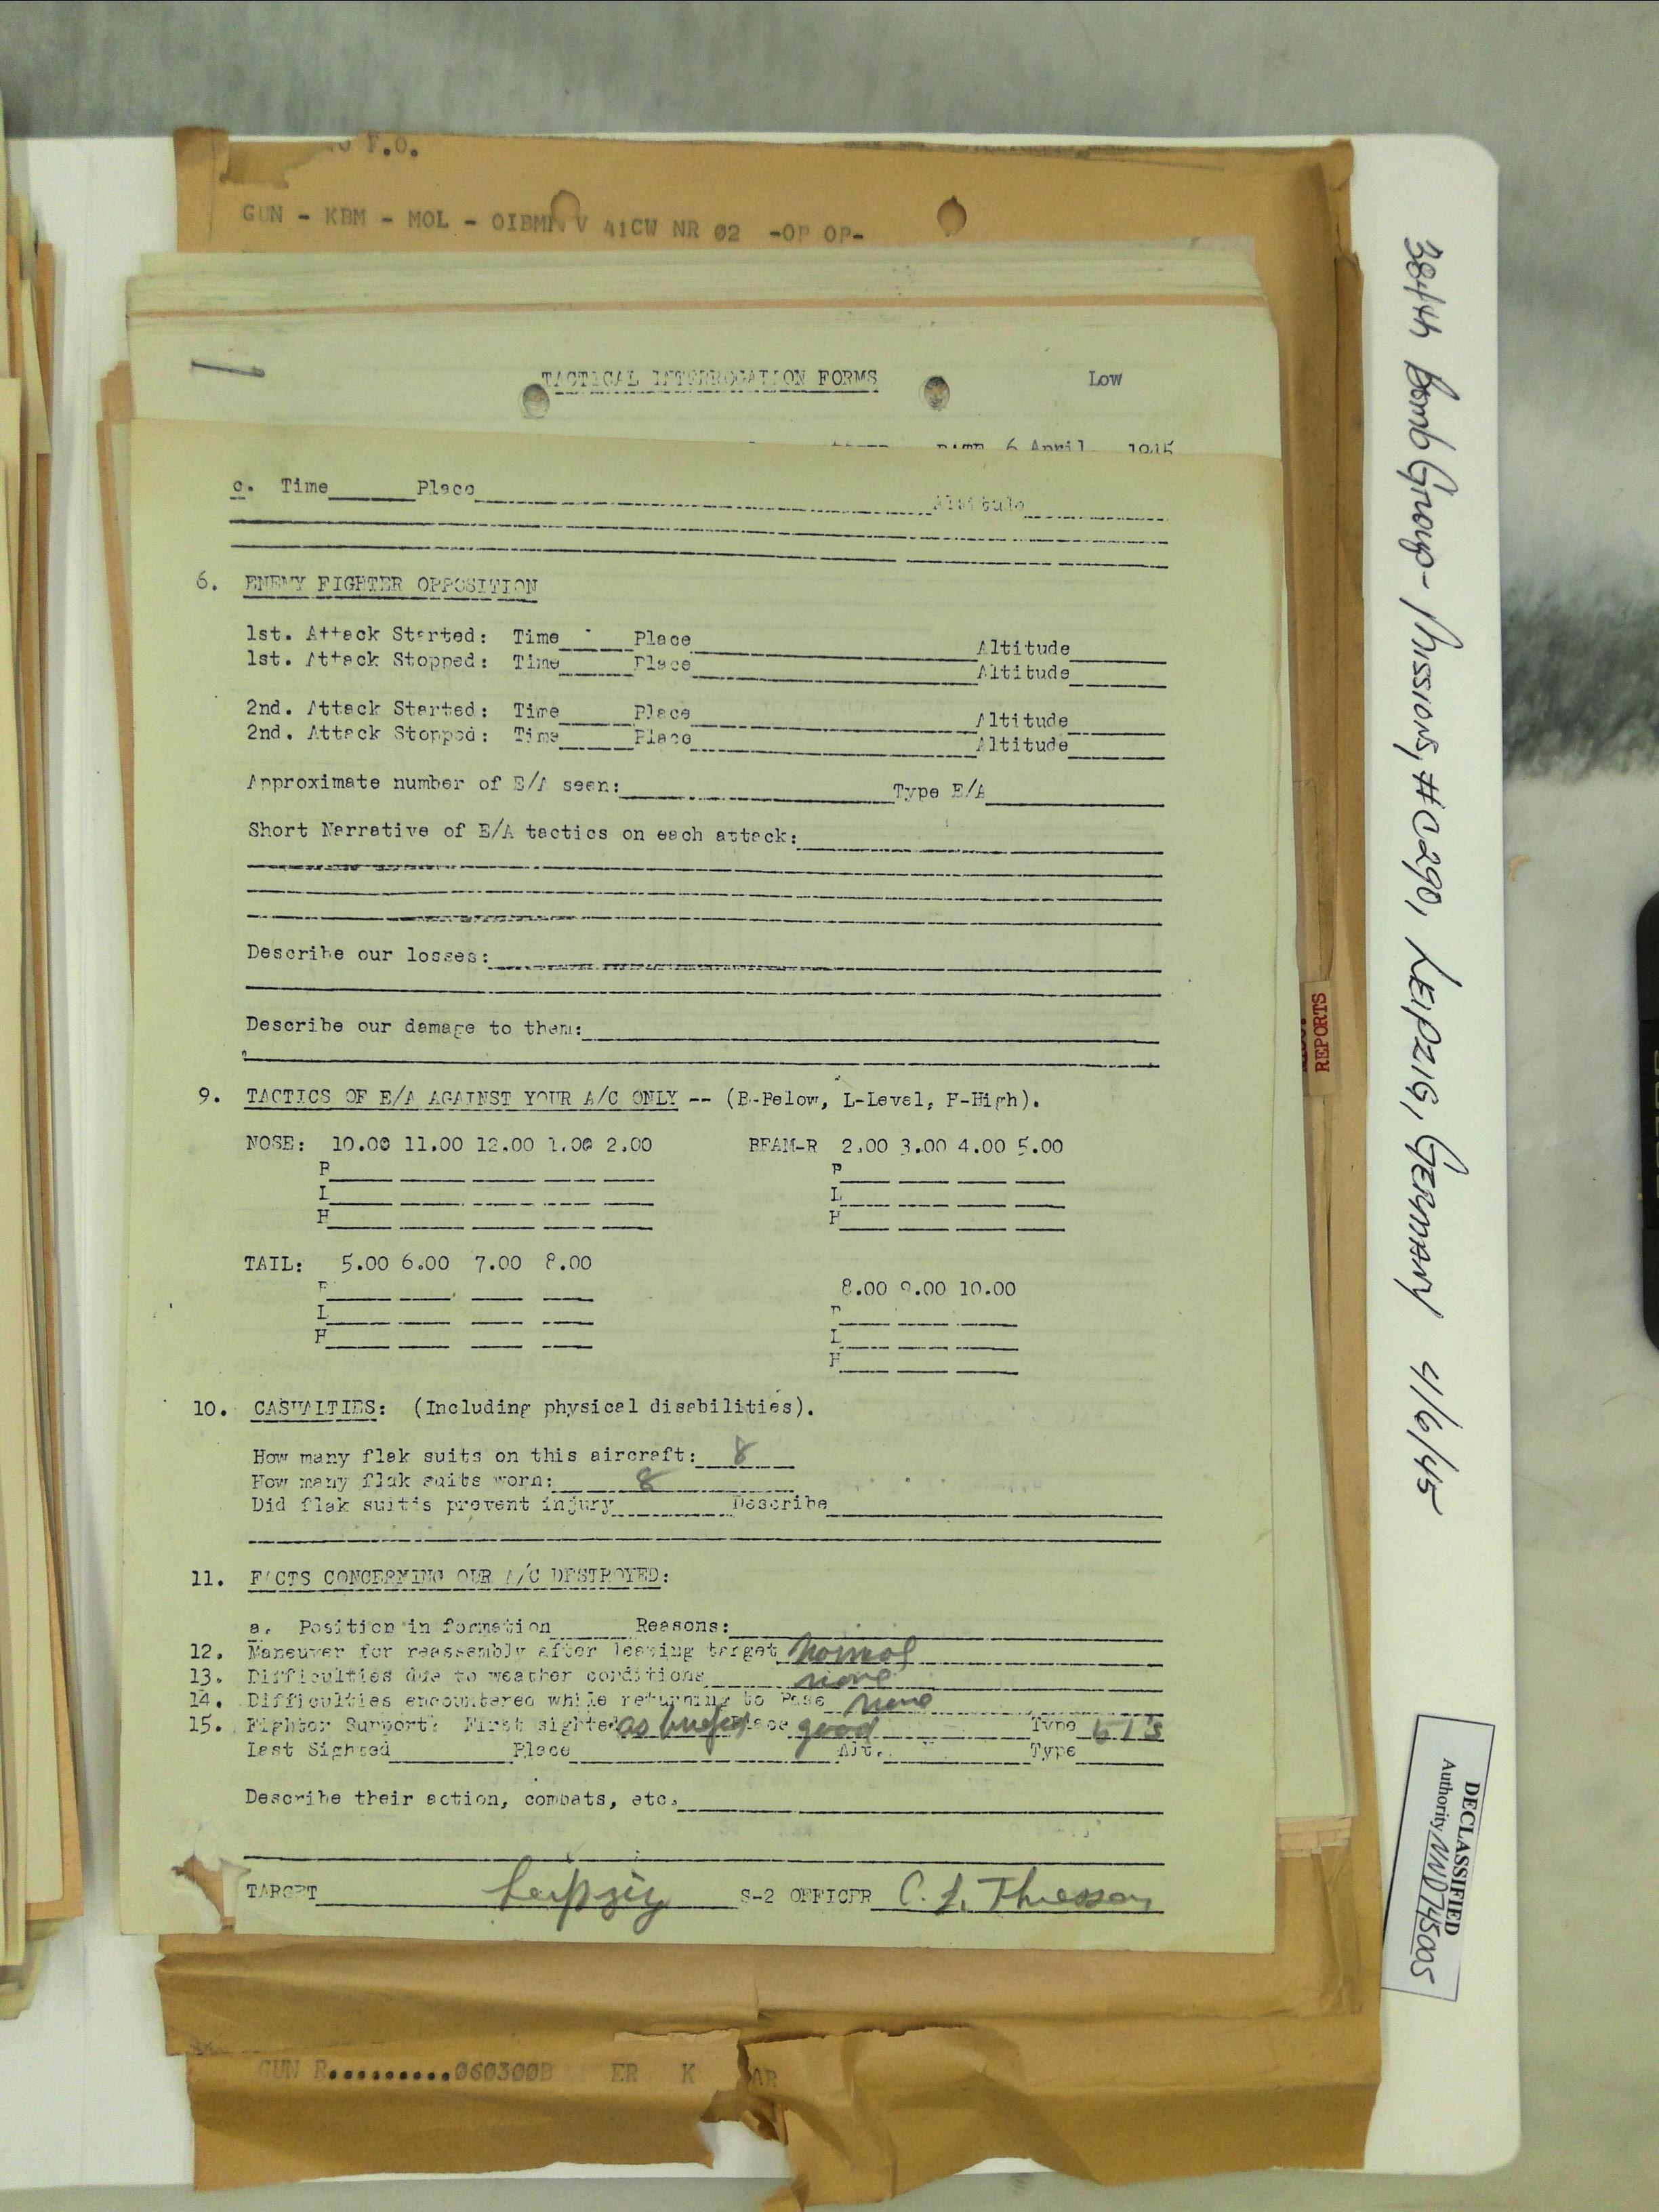 F.O.
GUN - KBM - MOL - OIBMN V 41CW NR 02 -OP OP-
TACTICAL INTERROGATION FORMS Low
DATE 6 April 1945
c. Time Place Altitude
6. ENEMY FIGHTER OPPOSITION
1st. Attack Started: Time Place Altitude
1st. Attack Stopped: Time Place Altitude
2nd. Attack Started: Time Place Altitude
2nd. Attack Stopped: Time Place Altitude
Approximate number of E/A seen: Type E/A
Short Narrative of E/A tactics on each attack:
Describe our losses:
Describe our damage to them:
9. TACTICS OF E/A AGAINST YOUR A/C ONLY -- (B-Below, L-Level, H-High).
NOSE: 10.00 11.00 12.00 1.00 2.00 BEAM-R 2.00 3.00 4.00 5.00
B B
L L
H H
TAIL: 5.00 6.00 7.00 8.00
8.00 9.00 10.00
B B
L L
H H
10. CASUALTIES: (Including physical disabilities).
How many flak suits on this aircraft: 8
How many flak suits worn: 8
Did flak suitis prevent injury Describe
11. FACTS CONCERNING OUR A/C DESTROYED:
a. Position in formation Reasons:
12. Maneuver for reassembly after leaving target normal
13. Difficulties due to weather conditions none
14. Difficulties encountered while returning to Base none
15. Fighter Support: First sighted as briefed Place good Type 51's
Last Sighted Place Alt. Type
Describe their action, combats, etc.
TARGET Leipzig S-2 OFFICER
GUN R..........060300B ER K AR
REPORTS
384th Bomb Group - Mission #C290, LEIPZIG, GERMANY 4/6/45
DECLASSIFIED
Authority NND745005